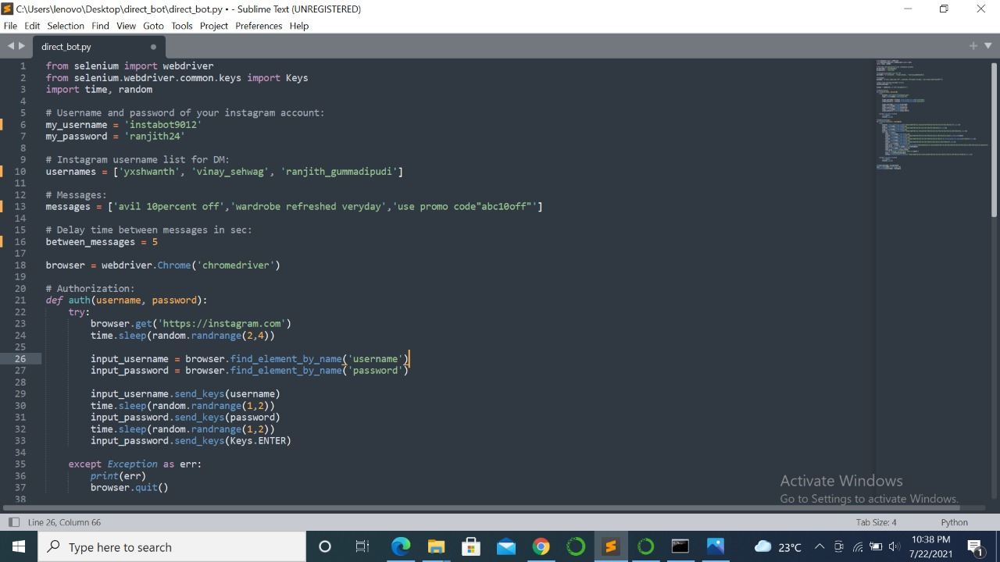 C:\Users\lenovo\Desktop\direct_bot\direct_bot.py • - Sublime Text (UNREGISTERED)
File Edit Selection Find View Goto Tools Project Preferences Help
direct_bot.py
1 from selenium import webdriver
2 from selenium.webdriver.common.keys import Keys
3 import time, random
4
5 # Username and password of your instagram account:
6 my_username = 'instabot9012'
7 my_password = 'ranjith24'
8
9 # Instagram username list for DM:
10 usernames = ['yxshwanth', 'vinay_sehwag', 'ranjith_gummadipudi']
11
12 # Messages:
13 messages = ['avil 10percent off','wardrobe refreshed veryday','use promo code"abc10off"']
14
15 # Delay time between messages in sec:
16 between_messages = 5
17
18 browser = webdriver.Chrome('chromedriver')
19
20 # Authorization:
21 def auth(username, password):
22 try:
23 browser.get('https://instagram.com')
24 time.sleep(random.randrange(2,4))
25
26 input_username = browser.find_element_by_name('username')
27 input_password = browser.find_element_by_name('password')
28
29 input_username.send_keys(username)
30 time.sleep(random.randrange(1,2))
31 input_password.send_keys(password)
32 time.sleep(random.randrange(1,2))
33 input_password.send_keys(Keys.ENTER)
34
35 except Exception as err:
36 print(err)
37 browser.quit()
38
Activate Windows
Go to Settings to activate Windows.
Line 26, Column 66 Tab Size: 4 Python
Type here to search
23°C
10:38 PM
7/22/2021
1